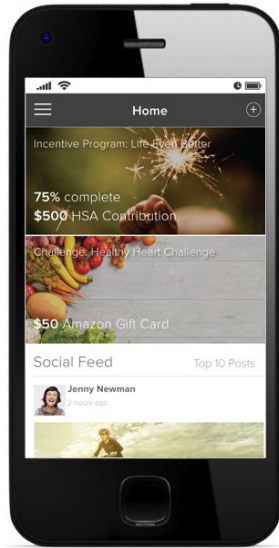 Home
Incentive Program: Life Even Better
75% complete
$500 HSA Contribution
Challenge: Healthy Heart Challenge
$50 Amazon Gift Card
Social Feed
Top 10 Posts
Jenny Newman
2 hours ago